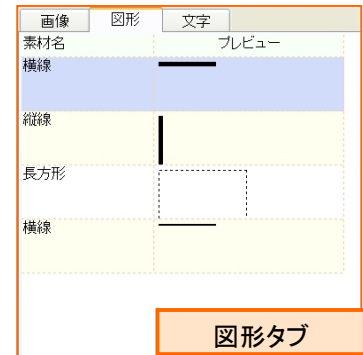 画像 図形 文字
素材名 プレビュー
横線
縦線
長方形
横線
図形タブ